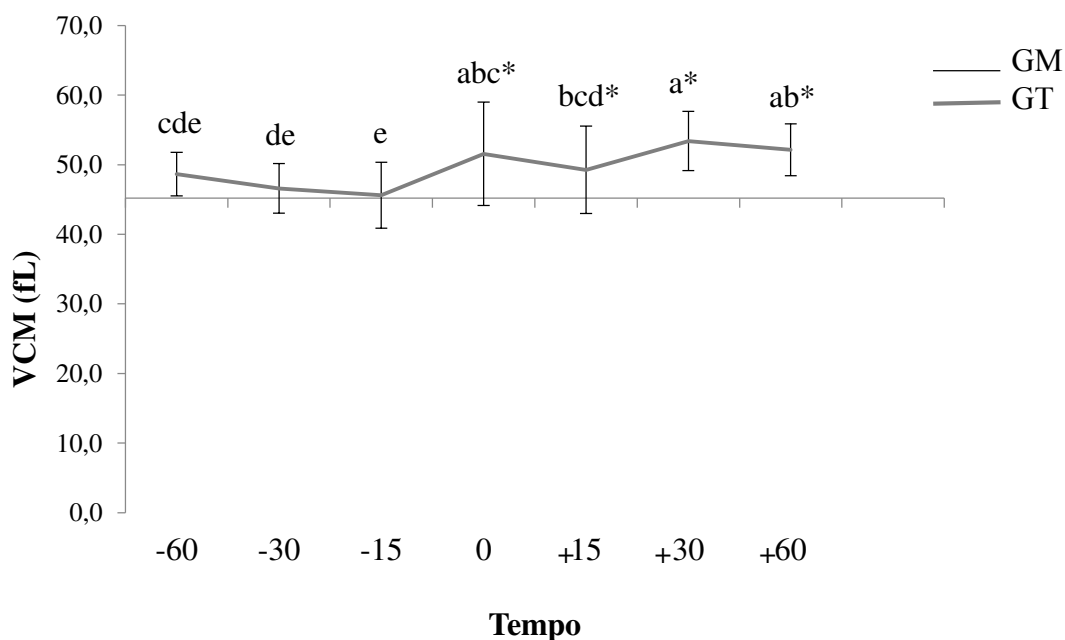 70,0
60,0
50,0
40,0
30,0
20,0
10,0
0,0
VCM (fL)
cde
de
e
abc*
bcd*
a*
ab*
GM
GT
-60 -30 -15 0 +15 +30 +60
Tempo